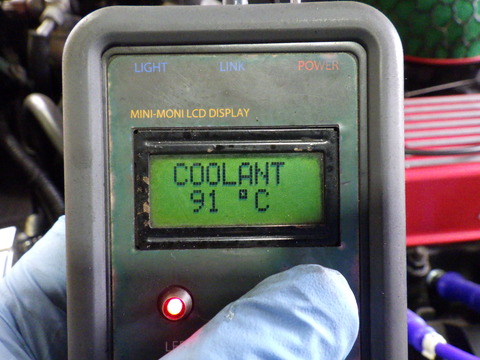 LIGHT LINK POWER
MINI-MONI LCD DISPLAY
COOLANT
91 °C